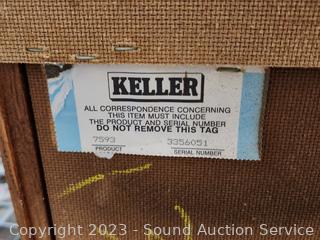 KELLER
ALL CORRESPONDENCE CONCERNING
THIS ITEM MUST INCLUDE
THE PRODUCT AND SERIAL NUMBER
DO NOT REMOVE THIS TAG
7593 3356051
PRODUCT SERIAL NUMBER
Copyright 2023 - Sound Auction Service